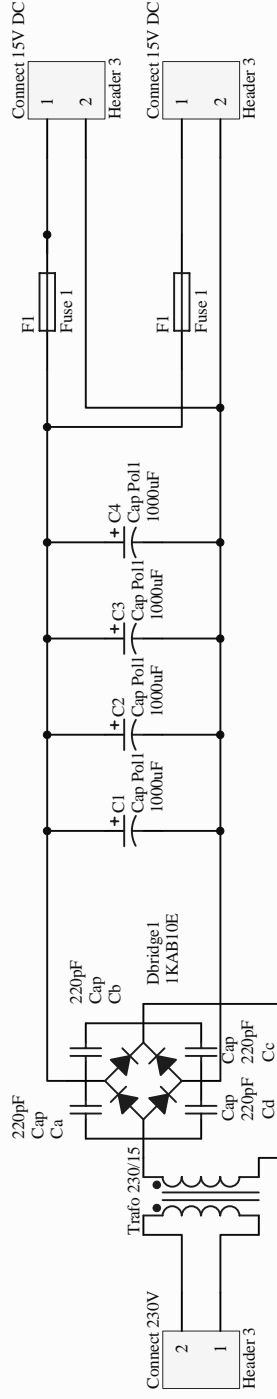 Connect 230V
2
1
Header 3
Trafo 230/15
220pF
Cap
Ca
220pF
Cap
Cb
Cap
220pF
Cd
Cap
220pF
Cc
Dbridge1
1KAB10E
+ C1
Cap Pol1
1000uF
+ C2
Cap Pol1
1000uF
+ C3
Cap Pol1
1000uF
+ C4
Cap Pol1
1000uF
F1
Fuse 1
F1
Fuse 1
Connect 15V DC
1
2
Header 3
Connect 15V DC
1
2
Header 3